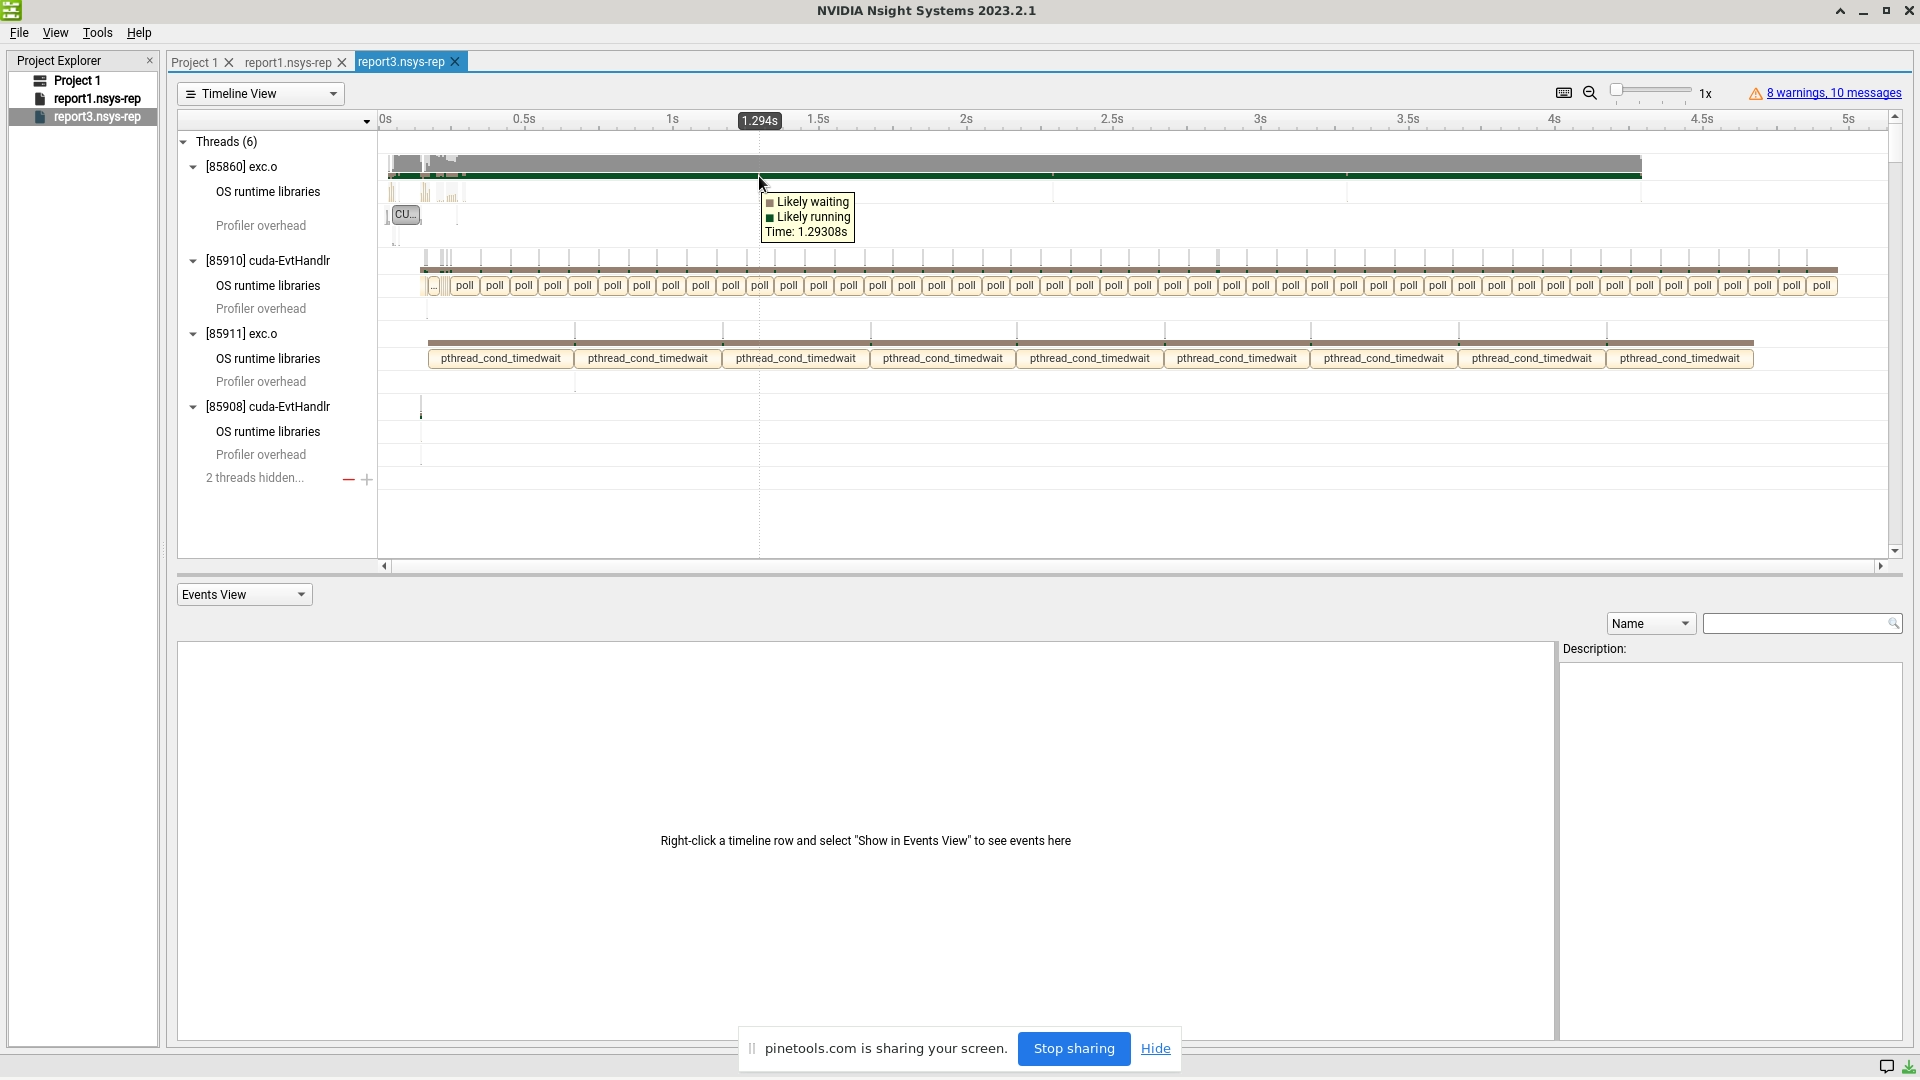 NVIDIA Nsight Systems 2023.2.1
File View Tools Help
Project Explorer
Project 1
report1.nsys-rep
report3.nsys-rep
Project 1 report1.nsys-rep report3.nsys-rep
Timeline View
1x
8 warnings, 10 messages
0s 0.5s 1s 1.294s 1.5s 2s 2.5s 3s 3.5s 4s 4.5s 5s
Threads (6)
[85860] exc.o
OS runtime libraries
Likely waiting
Likely running
Time: 1.29308s
CU...
Profiler overhead
[85910] cuda-EvtHandlr
OS runtime libraries
... poll poll poll poll poll poll poll poll poll poll poll poll poll poll poll poll poll poll poll poll poll poll poll poll poll poll poll poll poll poll poll poll poll poll poll poll poll poll poll poll poll poll poll poll poll poll poll
Profiler overhead
[85911] exc.o
OS runtime libraries
pthread_cond_timedwait pthread_cond_timedwait pthread_cond_timedwait pthread_cond_timedwait pthread_cond_timedwait pthread_cond_timedwait pthread_cond_timedwait pthread_cond_timedwait pthread_cond_timedwait
Profiler overhead
[85908] cuda-EvtHandlr
OS runtime libraries
Profiler overhead
2 threads hidden...
Events View
Name
Description:
Right-click a timeline row and select "Show in Events View" to see events here
pinetools.com is sharing your screen. Stop sharing Hide